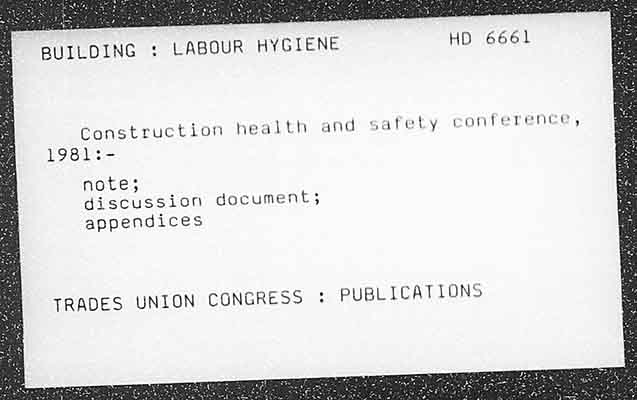 BUILDING : LABOUR HYGIENE HD 6661
Construction health and safety conference,
1981:-
note;
discussion document;
appendices
TRADES UNION CONGRESS : PUBLICATIONS